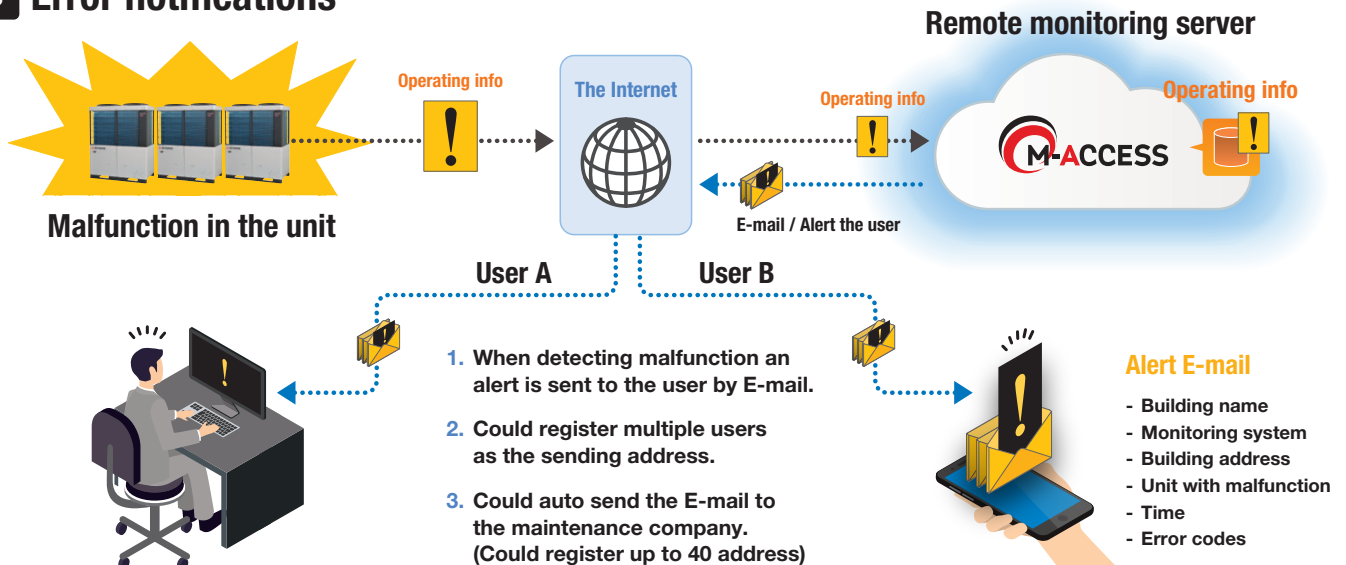 Error notifications
Remote monitoring server
Operating info
The Internet
Operating info
Operating info
M-ACCESS
Malfunction in the unit
E-mail / Alert the user
User A
User B
1. When detecting malfunction an
alert is sent to the user by E-mail.
2. Could register multiple users
as the sending address.
3. Could auto send the E-mail to
the maintenance company.
(Could register up to 40 address)
Alert E-mail
- Building name
- Monitoring system
- Building address
- Unit with malfunction
- Time
- Error codes